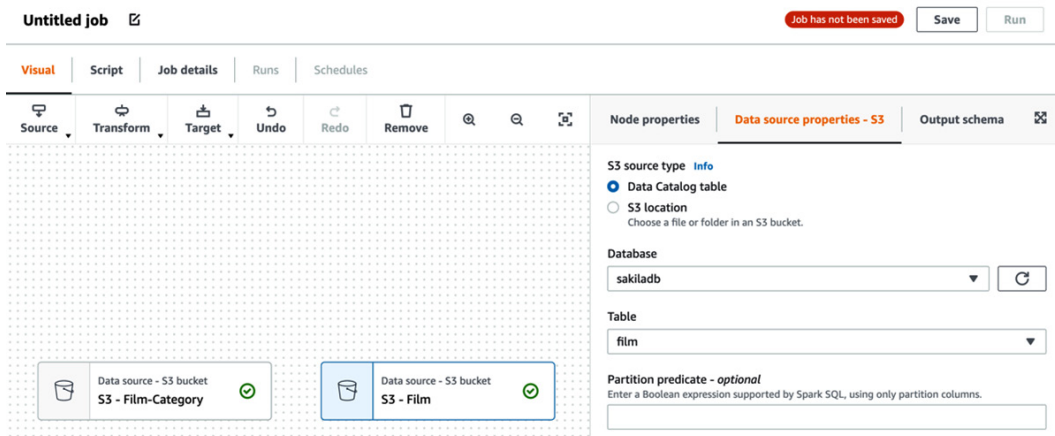 Untitled job
Job has not been saved
Save
Run
Visual
Script
Job details
Runs
Schedules
Source
Transform
Target
Undo
Redo
Remove
Node properties
Data source properties - S3
Output schema
S3 source type Info
Data Catalog table
S3 location
Choose a file or folder in an S3 bucket.
Database
sakiladb
Table
film
Partition predicate - optional
Enter a Boolean expression supported by Spark SQL, using only partition columns.
Data source - S3 bucket
S3 - Film-Category
Data source - S3 bucket
S3 - Film